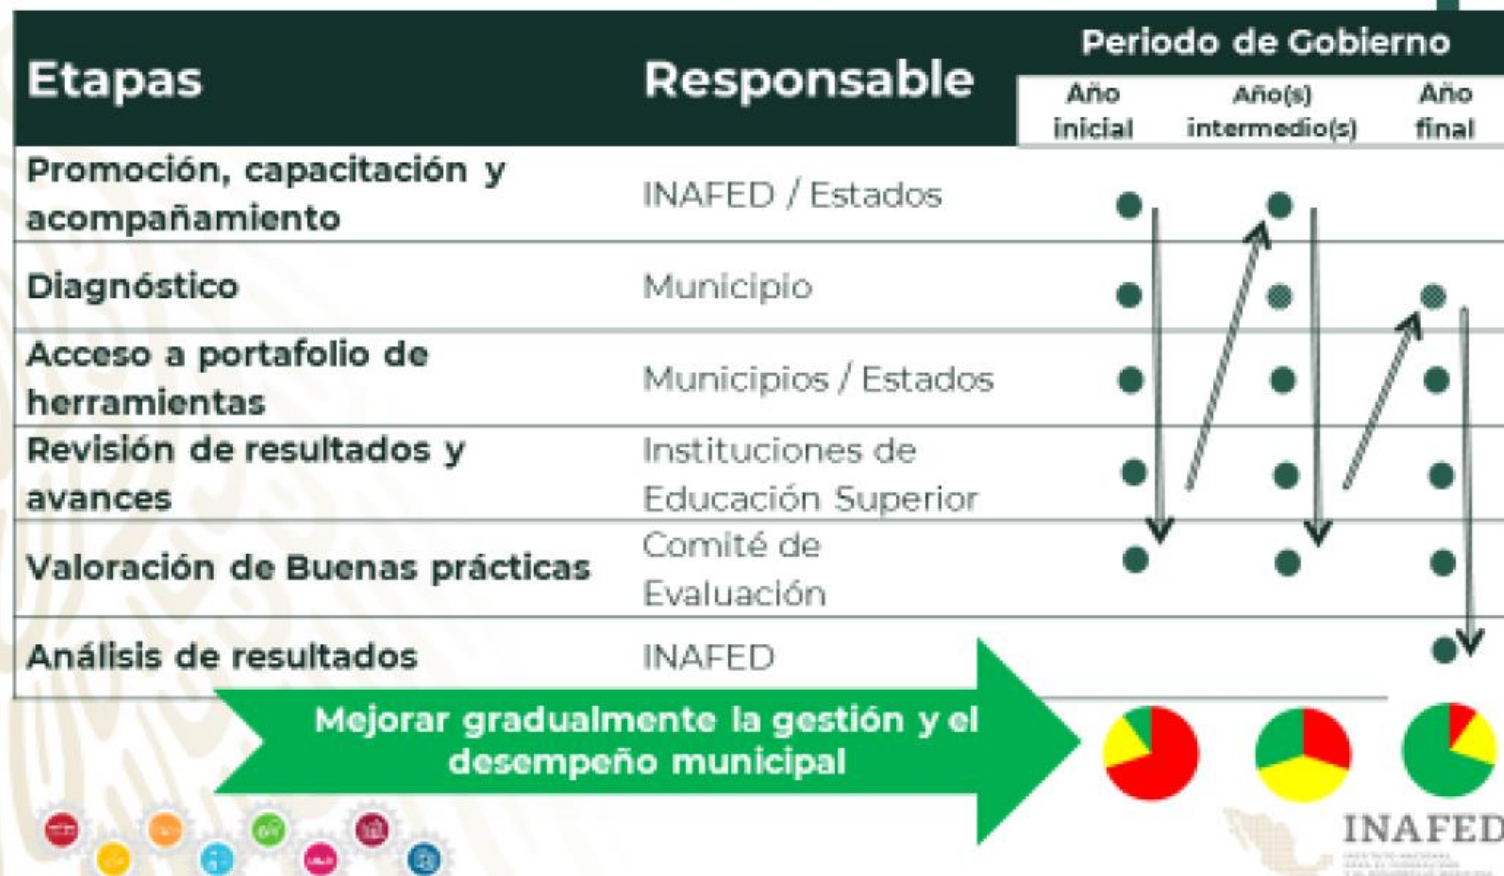 Etapas
Responsable
Periodo de Gobierno
Año
inicial
Año(s)
intermedio(s)
Año
final
Promoción, capacitación y
acompañamiento
INAFED / Estados
Diagnóstico
Municipio
Acceso a portafolio de
herramientas
Municipios / Estados
Revisión de resultados y
avances
Instituciones de
Educación Superior
Valoración de Buenas prácticas
Comité de
Evaluación
Análisis de resultados
INAFED
Mejorar gradualmente la gestión y el
desempeño municipal
INAFED